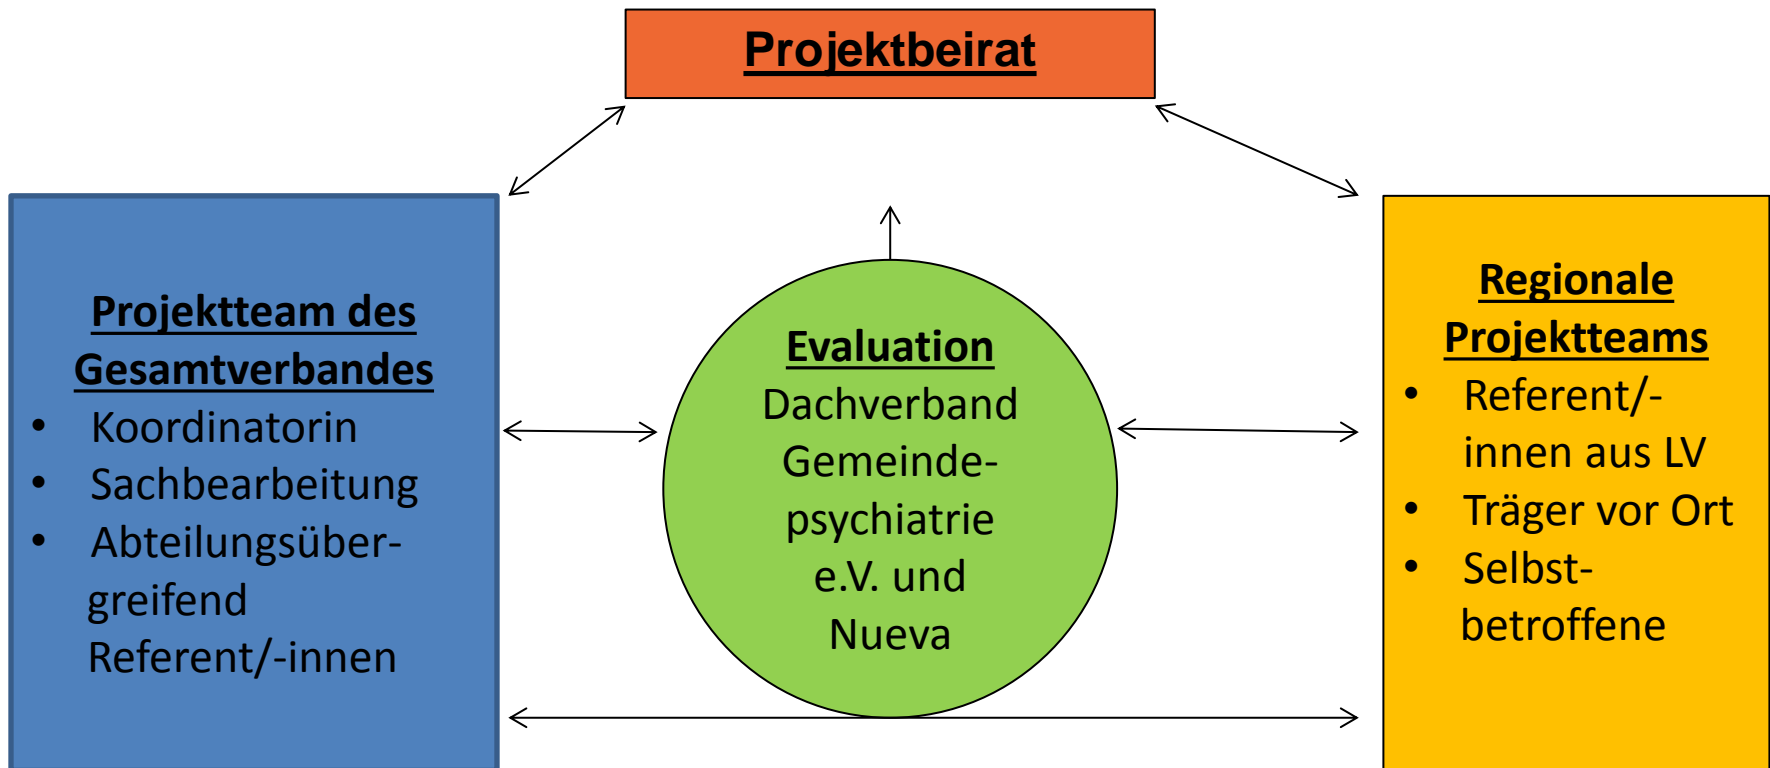 Projektbeirat
Projektteam des
Gesamtverbandes
• Koordinatorin
• Sachbearbeitung
• Abteilungsüber-
greifend
Referent/-innen
Evaluation
Dachverband
Gemeinde-
psychiatrie
e.V. und
Nueva
Regionale
Projektteams
• Referent/-
innen aus LV
• Träger vor Ort
• Selbst-
betroffene